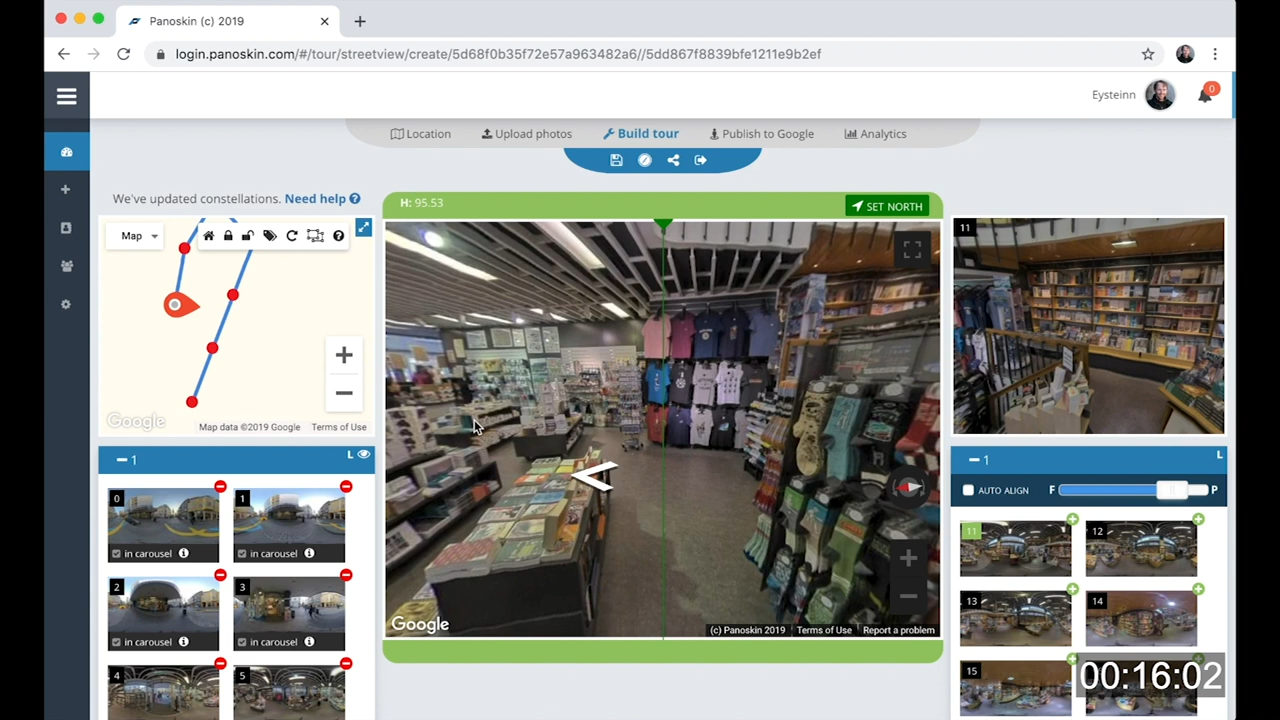 Panoskin (c) 2019
login.panoskin.com/#/tour/streetview/create/5d68f0b35f72e57a963482a6//5dd867f8839bfe1211e9b2ef
Eysteinn
0
Location
Upload photos
Build tour
Publish to Google
Analytics
We've updated constellations. Need help
H: 95.53
SET NORTH
Map
Google
Map data ©2019 Google
Terms of Use
1
L
0
1
in carousel
in carousel
2
3
in carousel
in carousel
4
5
Google
(c) Panoskin 2019
Terms of Use
Report a problem
11
1
L
AUTO ALIGN
F
P
11
12
13
14
15
00:16:02